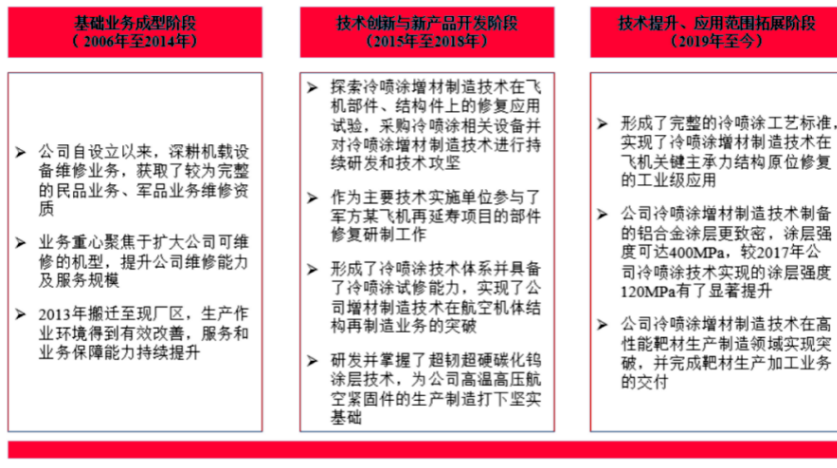 基础业务成型阶段
（ 2006年至2014年）
➢ 公司自设立以来，深耕机载设
备维修业务，获取了较为完整
的民品业务、军品业务维修资
质
➢ 业务重心聚焦于扩大公司可维
修的机型，提升公司维修能力
及服务规模
➢ 2013年搬迁至现厂区，生产作
业环境得到有效改善，服务和
业务保障能力持续提升
技术创新与新产品开发阶段
（2015年至2018年）
➢ 探索冷喷涂增材制造技术在飞
机部件、结构件上的修复应用
试验，采购冷喷涂相关设备并
对冷喷涂增材制造技术进行持
续研发和技术攻坚
➢ 作为主要技术实施单位参与了
军方某飞机再延寿项目的部件
修复研制工作
➢ 形成了冷喷涂技术体系并具备
了冷喷涂试修能力，实现了公
司增材制造技术在航空机体结
构再制造业务的突破
➢ 研发并掌握了超韧超硬碳化钨
涂层技术，为公司高温高压航
空紧固件的生产制造打下坚实
基础
技术提升、应用范围拓展阶段
（2019年至今）
➢ 形成了完整的冷喷涂工艺标准，
实现了冷喷涂增材制造技术在
飞机关键主承力结构原位修复
的工业级应用
➢ 公司冷喷涂增材制造技术制备
的铝合金涂层更致密，涂层强
度可达400MPa，较2017年公
司冷喷涂技术实现的涂层强度
120MPa有了显著提升
➢ 公司冷喷涂增材制造技术在高
性能靶材生产制造领域实现突
破，并完成靶材生产加工业务
的交付